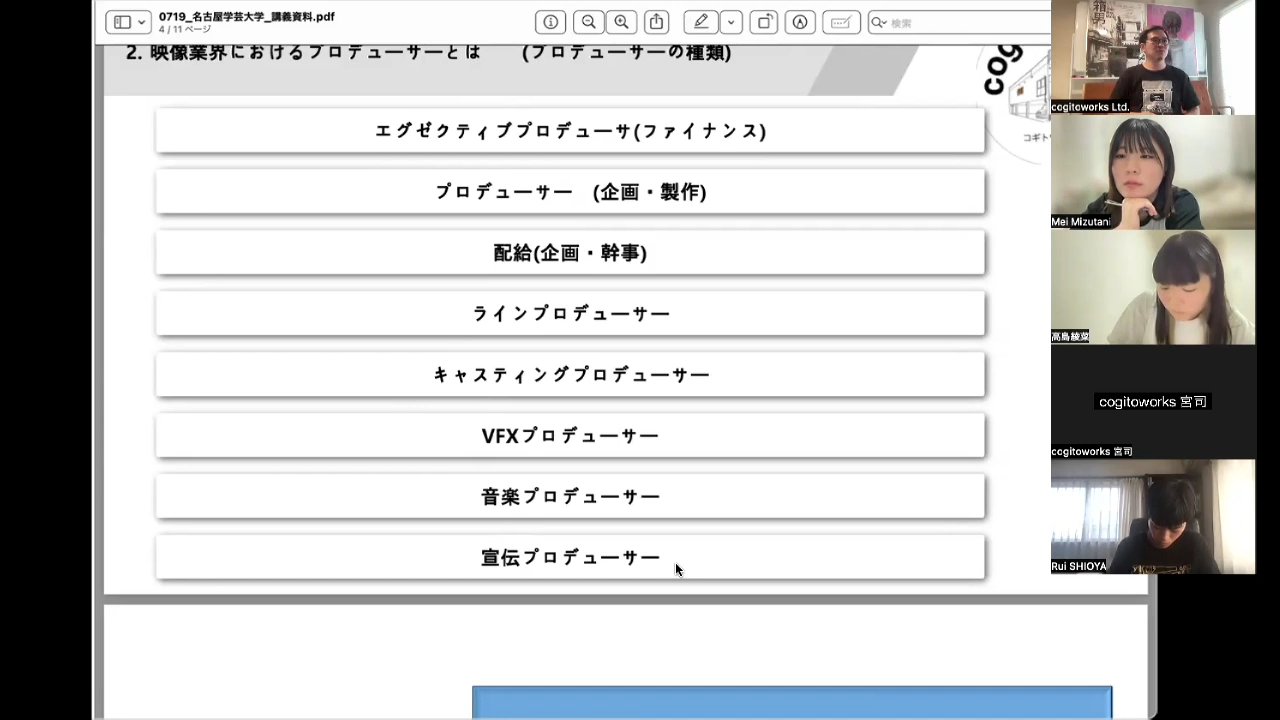 0719_名古屋学芸大学_講義資料.pdf
4 / 11 ページ
検索
2. 映像業界におけるプロデューサーとは (プロデューサーの種類)
cog
コギト
エグゼクティブプロデューサ(ファイナンス)
プロデューサー (企画・製作)
配給(企画・幹事)
ラインプロデューサー
キャスティングプロデューサー
VFXプロデューサー
音楽プロデューサー
宣伝プロデューサー
箱男
cogitoworks Ltd.
Mei Mizutani
高島綾菜
cogitoworks 宮司
cogitoworks 宮司
Rui SHIOYA